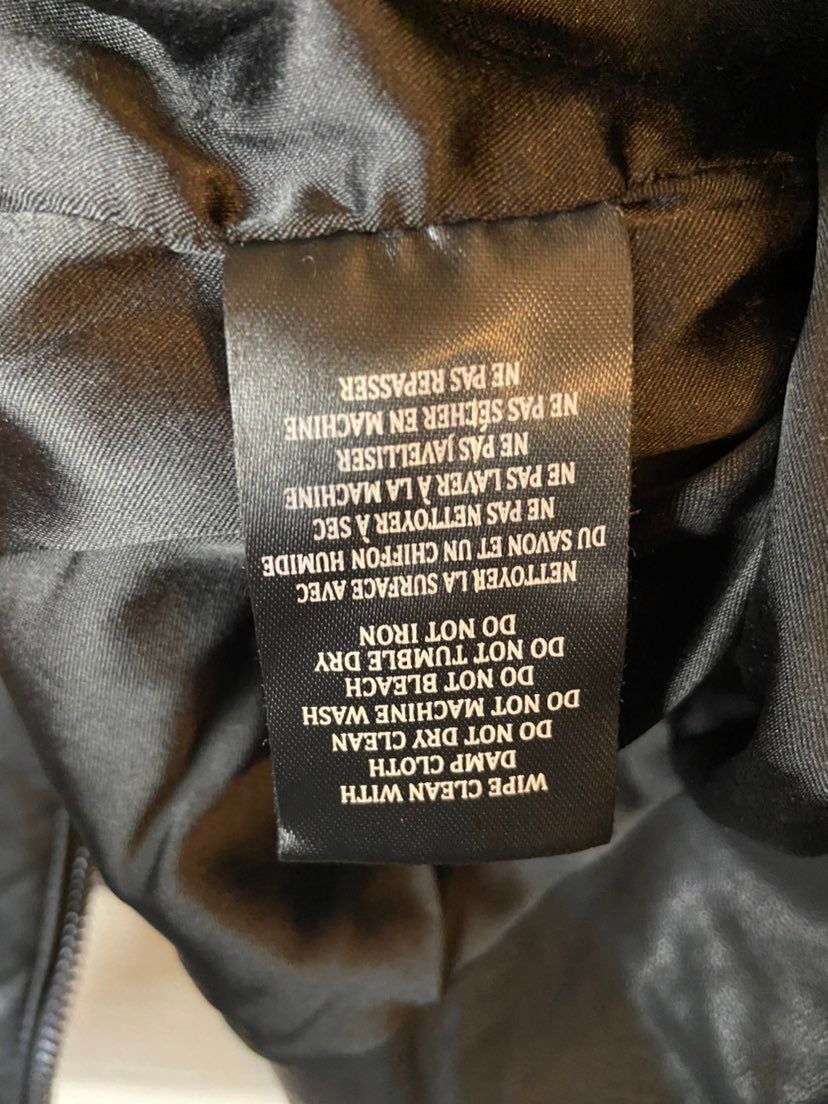 WIPE CLEAN WITH
DAMP CLOTH
DO NOT DRY CLEAN
DO NOT MACHINE WASH
DO NOT BLEACH
DO NOT TUMBLE DRY
DO NOT IRON
NETTOYER LA SURFACE AVEC
DU SAVON ET UN CHIFFON HUMIDE
NE PAS NETTOYER À SEC
NE PAS LAVER À LA MACHINE
NE PAS JAVELLISER
NE PAS SÉCHER EN MACHINE
NE PAS REPASSER